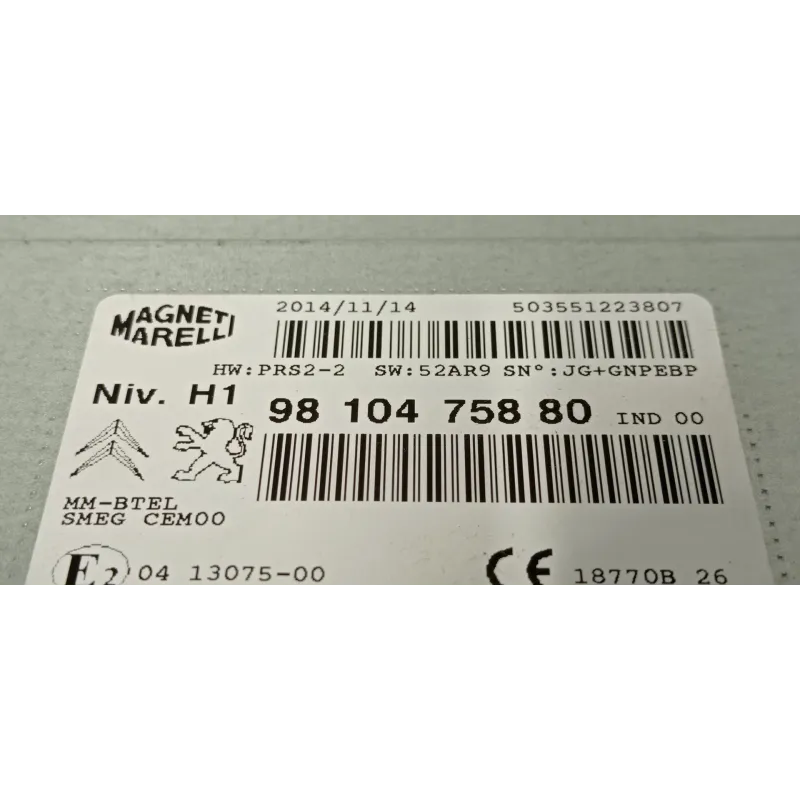 MAGNETI
MARELLI
2014/11/14 503551223807
HW:PRS2-2 SW:52AR9 SN°:JG+GNPEBP
Niv. H1
98 104 758 80 IND 00
MM-BTEL
SMEG CEM00
E2 04 13075-00 CE 18770B 26